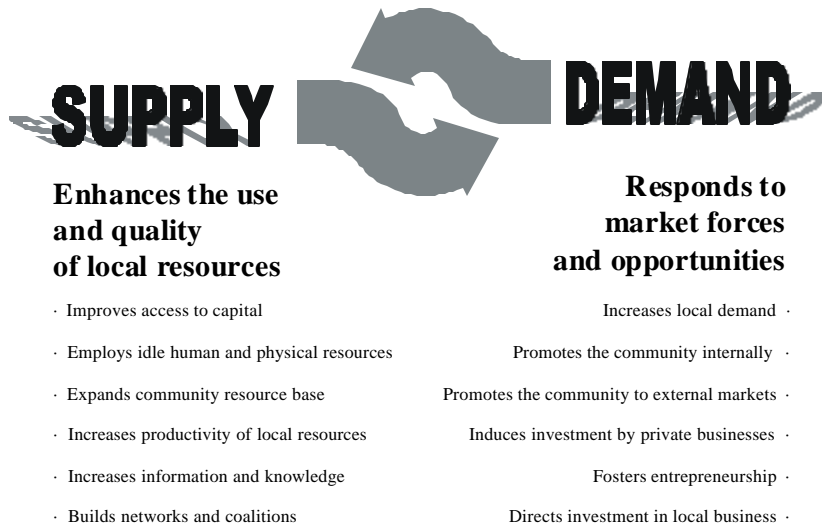 SUPPLY
DEMAND
Enhances the use
and quality
of local resources
Responds to
market forces
and opportunities
· Improves access to capital
· Employs idle human and physical resources
· Expands community resource base
· Increases productivity of local resources
· Increases information and knowledge
· Builds networks and coalitions
Increases local demand ·
Promotes the community internally ·
Promotes the community to external markets ·
Induces investment by private businesses ·
Fosters entrepreneurship ·
Directs investment in local business ·